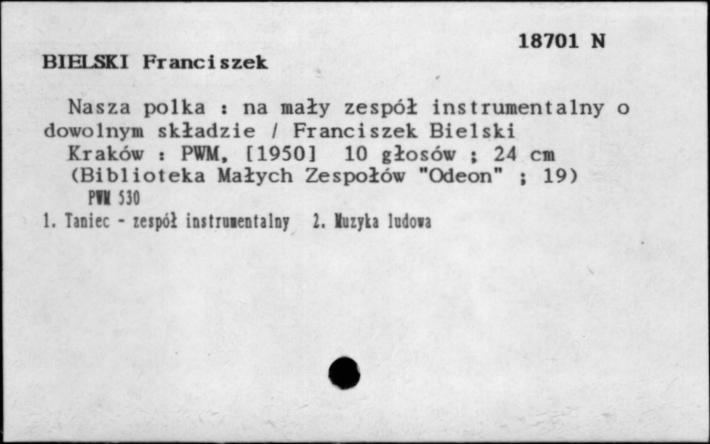 18701 N
BIELSKI Franciszek
Nasza polka : na mały zespół instrumentalny o
dowolnym składzie / Franciszek Bielski
Kraków : PWM, [1950] 10 głosów ; 24 cm
(Biblioteka Małych Zespołów "Odeon" ; 19)
PWM 530
1. Taniec - zespół instrumentalny 2. Muzyka ludowa